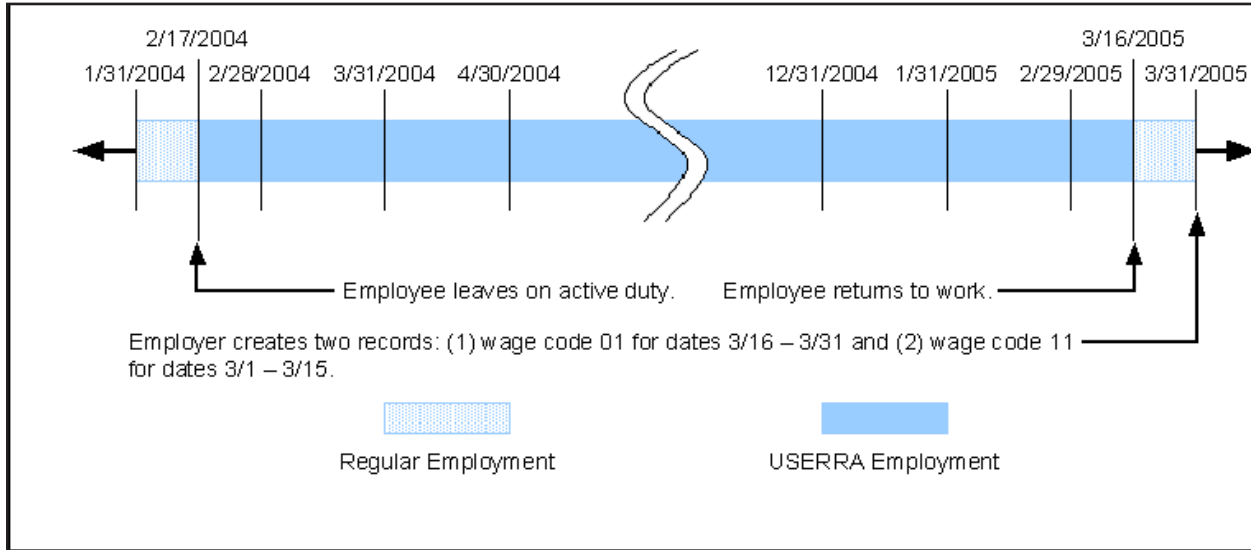 2/17/2004
3/16/2005
1/31/2004
2/28/2004
3/31/2004
4/30/2004
12/31/2004
1/31/2005
2/29/2005
3/31/2005
Employee leaves on active duty.
Employee returns to work.
Employer creates two records: (1) wage code 01 for dates 3/16 – 3/31 and (2) wage code 11
for dates 3/1 – 3/15.
Regular Employment
USERRA Employment